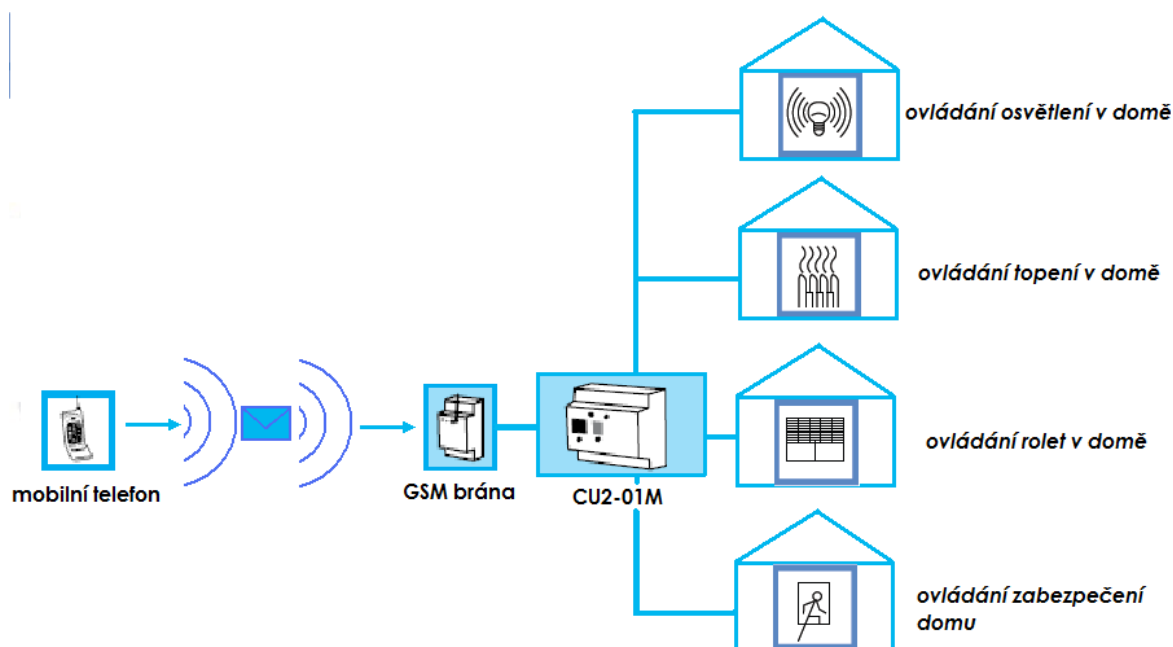 ovládání osvětlení v domě
ovládání topení v domě
ovládání rolet v domě
mobilní telefon
GSM brána
CU2-01M
ovládání zabezpečení
domu